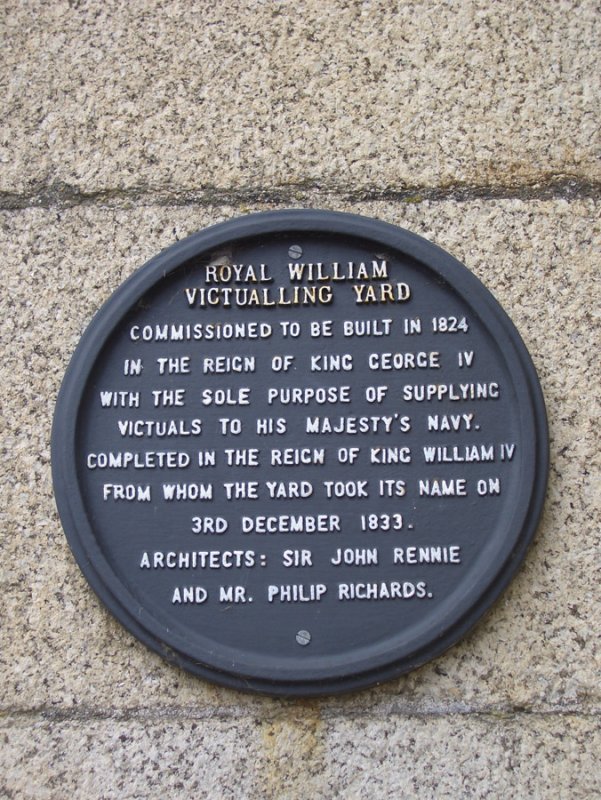 ROYAL WILLIAM
VICTUALLING YARD
COMMISSIONED TO BE BUILT IN 1824
IN THE REIGN OF KING GEORGE IV
WITH THE SOLE PURPOSE OF SUPPLYING
VICTUALS TO HIS MAJESTY'S NAVY.
COMPLETED IN THE REIGN OF KING WILLIAM IV
FROM WHOM THE YARD TOOK ITS NAME ON
3RD DECEMBER 1833.
ARCHITECTS: SIR JOHN RENNIE
AND MR. PHILIP RICHARDS.